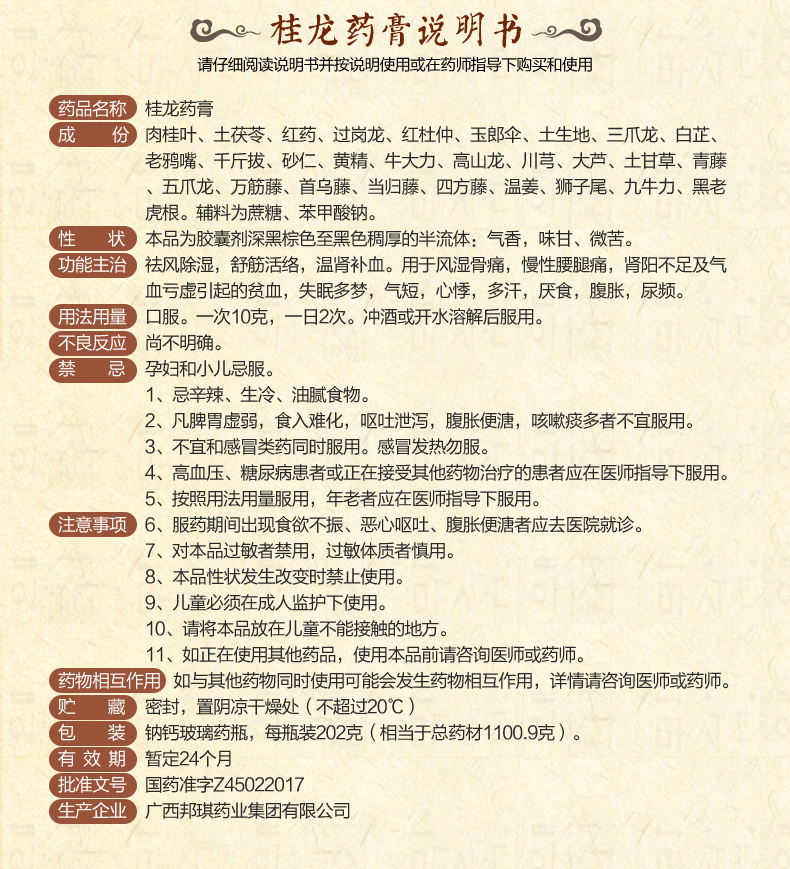 桂龙药膏说明书
请仔细阅读说明书并按说明使用或在药师指导下购买和使用
药品名称 桂龙药膏
成份 肉桂叶、土茯苓、红药、过岗龙、红杜仲、玉郎伞、土生地、三爪龙、白芷、
老鸦嘴、千斤拔、砂仁、黄精、牛大力、高山龙、川芎、大芦、土甘草、青藤
、五爪龙、万筋藤、首乌藤、当归藤、四方藤、温姜、狮子尾、九牛力、黑老
虎根。辅料为蔗糖、苯甲酸钠。
性状 本品为胶囊剂深黑棕色至黑色稠厚的半流体;气香，味甘、微苦。
功能主治 祛风除湿，舒筋活络，温肾补血。用于风湿骨痛，慢性腰腿痛，肾阳不足及气
血亏虚引起的贫血，失眠多梦，气短，心悸，多汗，厌食，腹胀，尿频。
用法用量 口服。一次10克，一日2次。冲酒或开水溶解后服用。
不良反应 尚不明确。
禁忌 孕妇和小儿忌服。
1、忌辛辣、生冷、油腻食物。
2、凡脾胃虚弱，食入难化，呕吐泄泻，腹胀便溏，咳嗽痰多者不宜服用。
3、不宜和感冒类药同时服用。感冒发热勿服。
4、高血压、糖尿病患者或正在接受其他药物治疗的患者应在医师指导下服用。
5、按照用法用量服用，年老者应在医师指导下服用。
注意事项 6、服药期间出现食欲不振、恶心呕吐、腹胀便溏者应去医院就诊。
7、对本品过敏者禁用，过敏体质者慎用。
8、本品性状发生改变时禁止使用。
9、儿童必须在成人监护下使用。
10、请将本品放在儿童不能接触的地方。
11、如正在使用其他药品，使用本品前请咨询医师或药师。
药物相互作用 如与其他药物同时使用可能会发生药物相互作用，详情请咨询医师或药师。
贮藏 密封，置阴凉干燥处（不超过20℃）
包装 钠钙玻璃药瓶，每瓶装202克（相当于总药材1100.9克）。
有效期 暂定24个月
批准文号 国药准字Z45022017
生产企业 广西邦琪药业集团有限公司